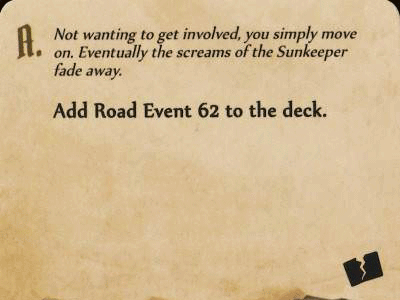 A. Not wanting to get involved, you simply move
on. Eventually the screams of the Sunkeeper
fade away.
Add Road Event 62 to the deck.